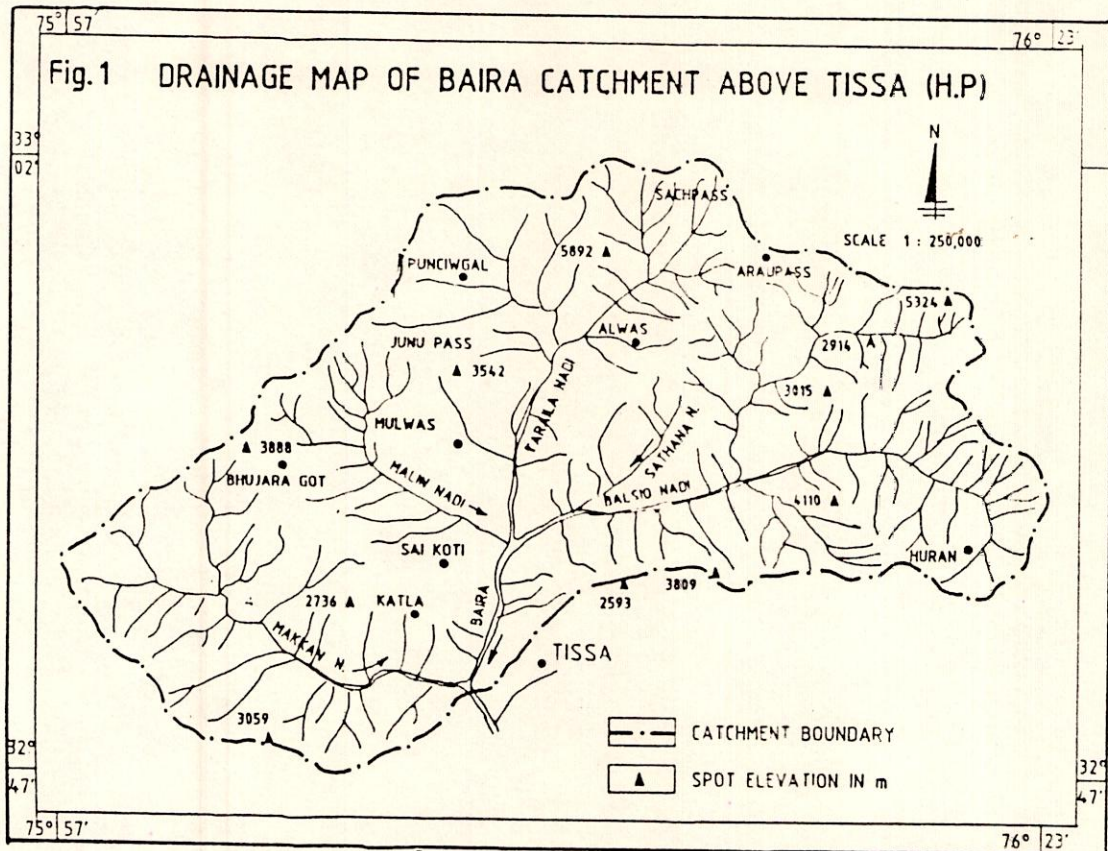 75° 57'
76° 23'
Fig.1 DRAINAGE MAP OF BAIRA CATCHMENT ABOVE TISSA (H.P)
33°
02'
N
SCALE 1 : 250,000
SACHPASS
5892
ARAUPASS
PUNCIWGAL
5324
ALWAS
2914
JUNU PASS
3542
3015
TARAILA NADI
MULWAS
SATHANA N.
3888
BHUJARA GOT
MALIN NADI
BALSIO NADI
4110
SAI KOTI
HURAN
3809
2593
2736
KATLA
BAIRA
MAKKAN N.
TISSA
3059
CATCHMENT BOUNDARY
SPOT ELEVATION IN m
32°
47'
32°
47'
75° 57'
76° 23'